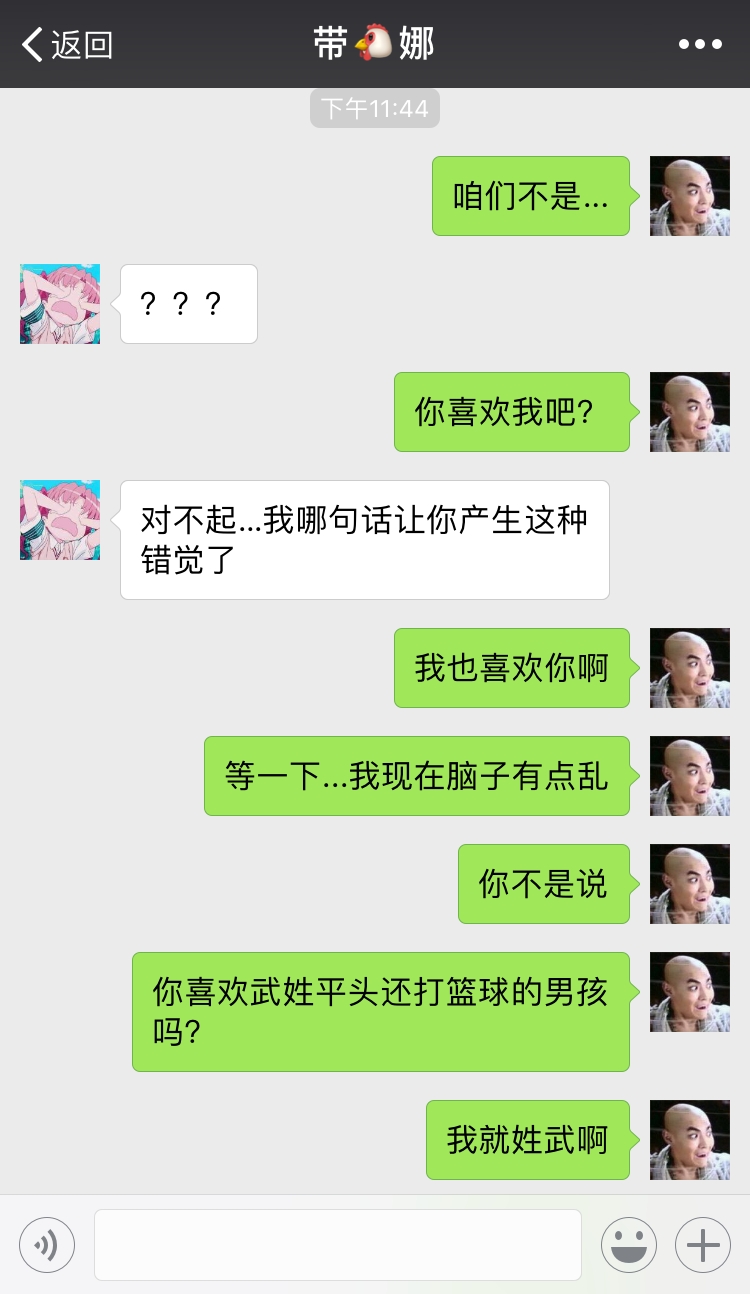 返回
带🐔娜
下午11:44
咱们不是...
？？？
你喜欢我吧?
对不起...我哪句话让你产生这种
错觉了
我也喜欢你啊
等一下...我现在脑子有点乱
你不是说
你喜欢武姓平头还打篮球的男孩
吗?
我就姓武啊